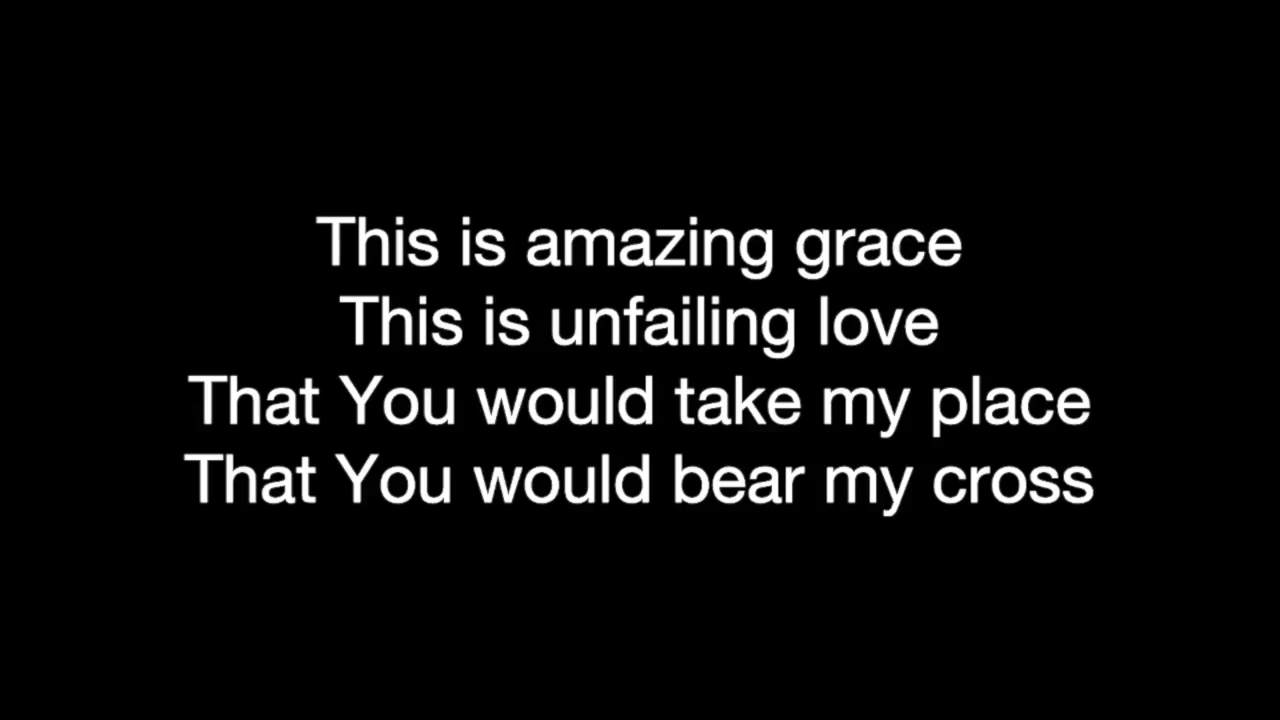 This is amazing grace
This is unfailing love
That You would take my place
That You would bear my cross